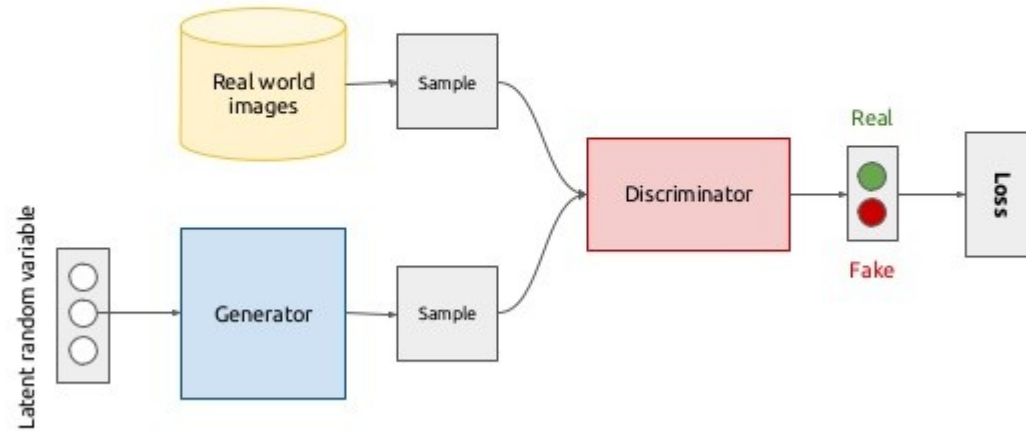 Real world
images
Sample
Real
Discriminator
Loss
Fake
Latent random variable
Generator
Sample